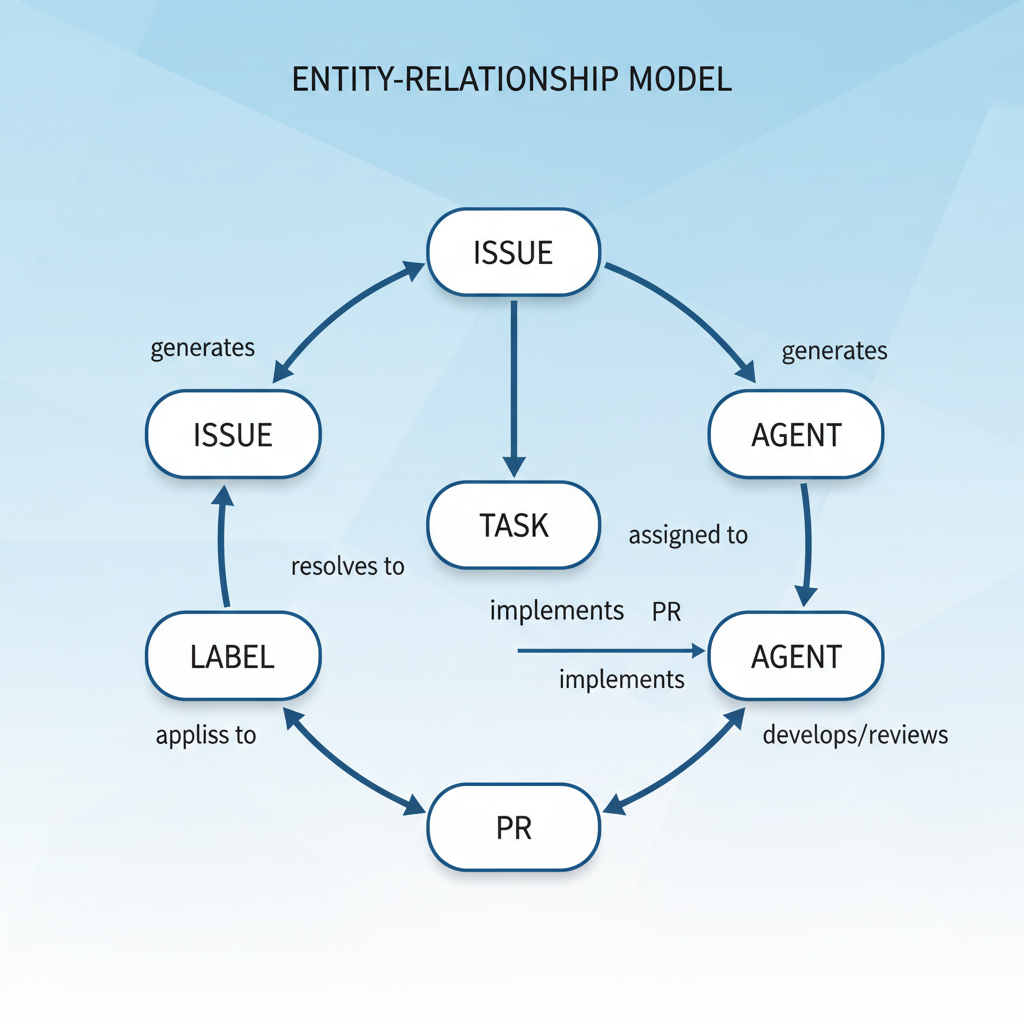 ENTITY-RELATIONSHIP MODEL
ISSUE
generates
generates
ISSUE
AGENT
TASK
assigned to
resolves to
implements PR
LABEL
AGENT
implements
appliss to
develops/reviews
PR